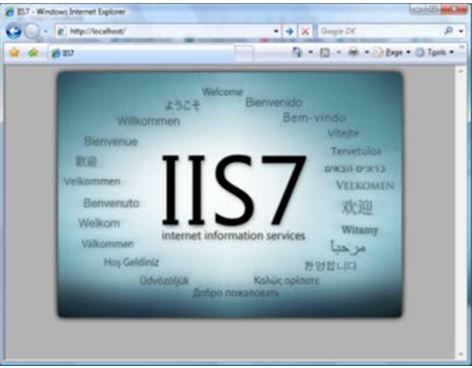 IIS7 - Windows Internet Explorer
http://localhost/
Google DK
IIS7
Page
Tools
Welcome
ようこそ
Bienvenido
Willkommen
Bem-vindo
Bienvenue
Vítejte
Tervetuloa
歡迎
ברוכים הבאים
Velkommen
VELKOMEN
IIS7
Benvenuto
欢迎
Welkom
internet information services
Witamy
Välkommen
مرحبا
Hoş Geldiniz
환영합니다
Üdvözöljük
Καλώς ορίσατε
Добро пожаловать